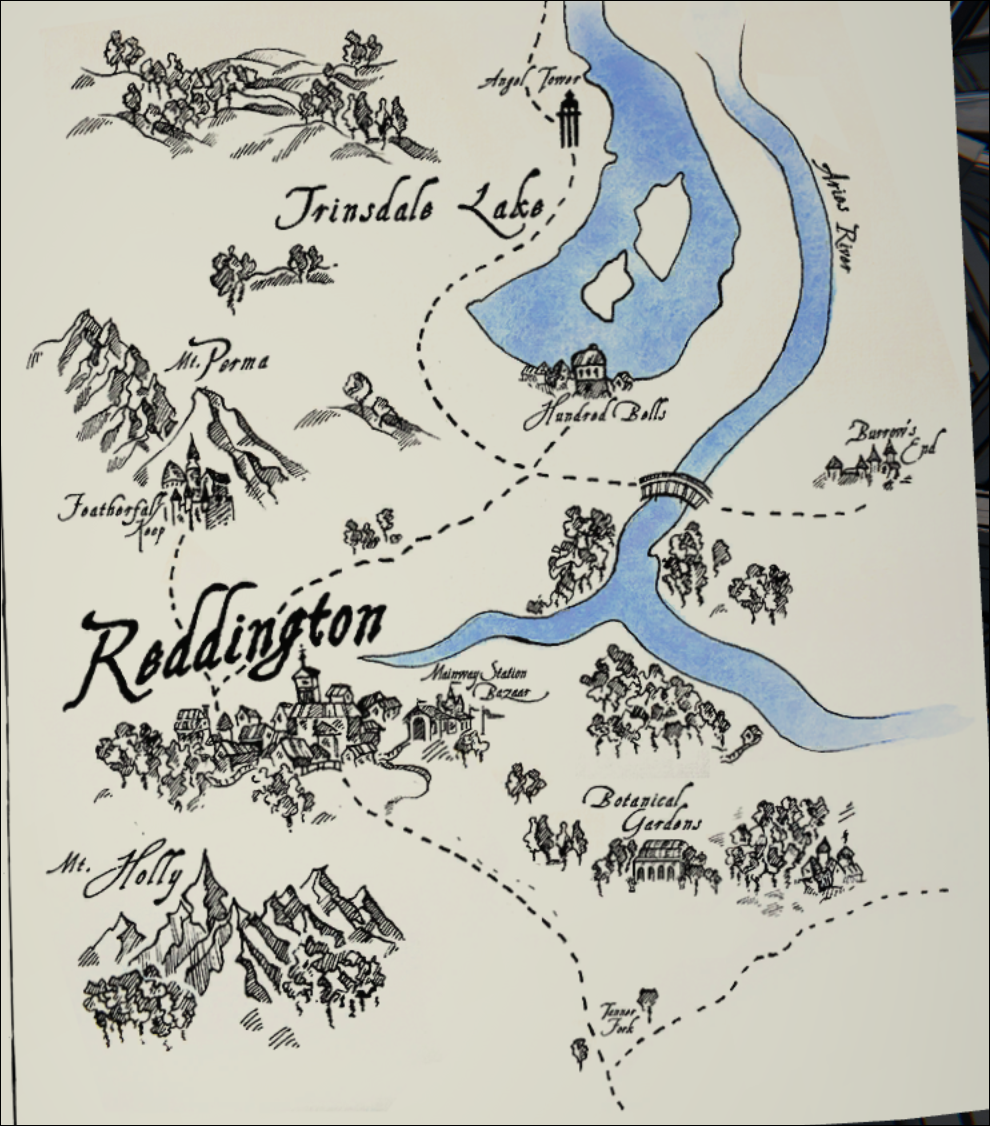 Angel Tower
Trinsdale Lake
Aries River
Mt. Perma
Hundred Bells
Burrow's
End
Featherfall
Keep
Reddington
Mainway Station
Bazaar
Botanical
Gardens
Mt. Holly
Tanner
Fork